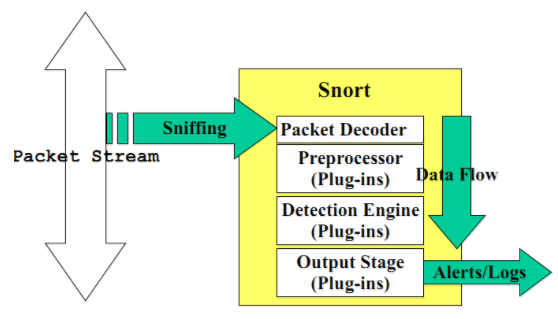 Snort
Sniffing
Packet Decoder
Packet Stream
Preprocessor
(Plug-ins)
Data Flow
Detection Engine
(Plug-ins)
Output Stage
(Plug-ins)
Alerts/Logs